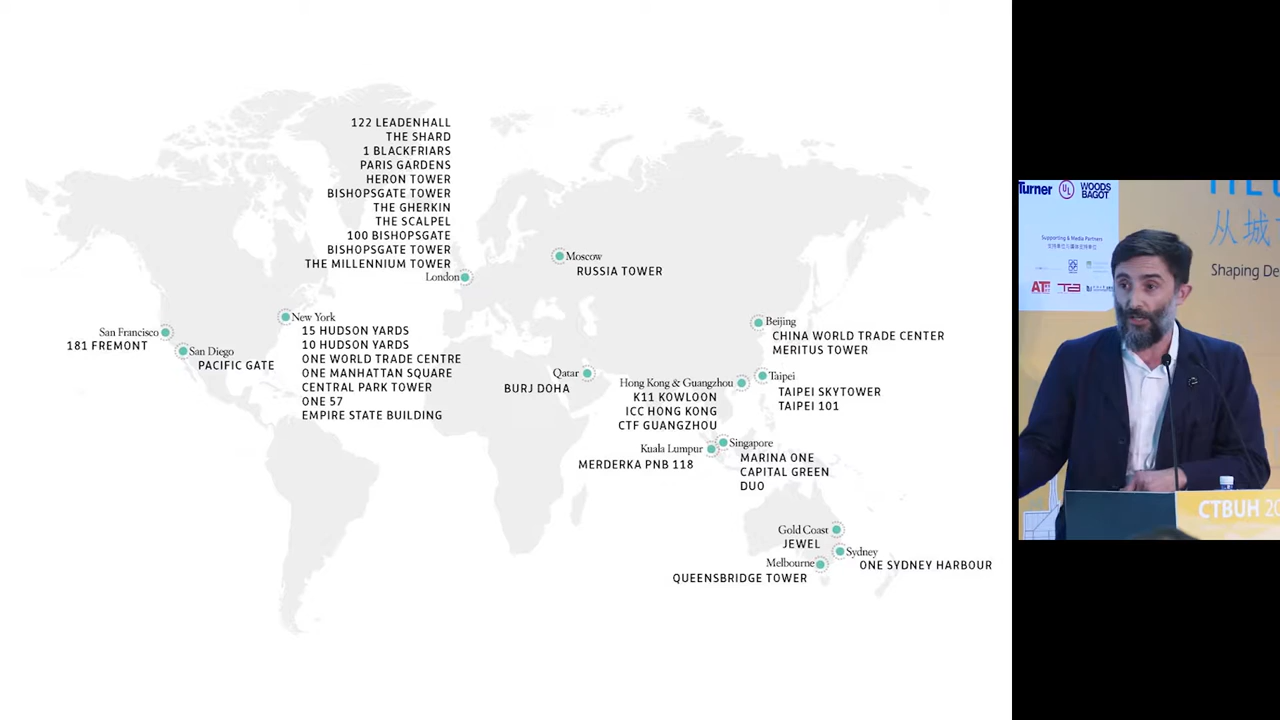 122 LEADENHALL
THE SHARD
1 BLACKFRIARS
PARIS GARDENS
HERON TOWER
BISHOPSGATE TOWER
THE GHERKIN
THE SCALPEL
100 BISHOPSGATE
BISHOPSGATE TOWER
THE MILLENNIUM TOWER
London
Moscow
RUSSIA TOWER
New York
15 HUDSON YARDS
10 HUDSON YARDS
ONE WORLD TRADE CENTRE
ONE MANHATTAN SQUARE
CENTRAL PARK TOWER
ONE 57
EMPIRE STATE BUILDING
San Francisco
181 FREMONT
San Diego
PACIFIC GATE
Qatar
BURJ DOHA
Beijing
CHINA WORLD TRADE CENTER
MERITUS TOWER
Hong Kong & Guangzhou
K11 KOWLOON
ICC HONG KONG
CTF GUANGZHOU
Taipei
TAIPEI SKYTOWER
TAIPEI 101
Kuala Lumpur
MERDERKA PNB 118
Singapore
MARINA ONE
CAPITAL GREEN
DUO
Gold Coast
JEWEL
Sydney
ONE SYDNEY HARBOUR
Melbourne
QUEENSBRIDGE TOWER
Turner
UL
WOODS
BAGOT
Supporting & Media Partners
从城
Shaping De
CTBUH 20